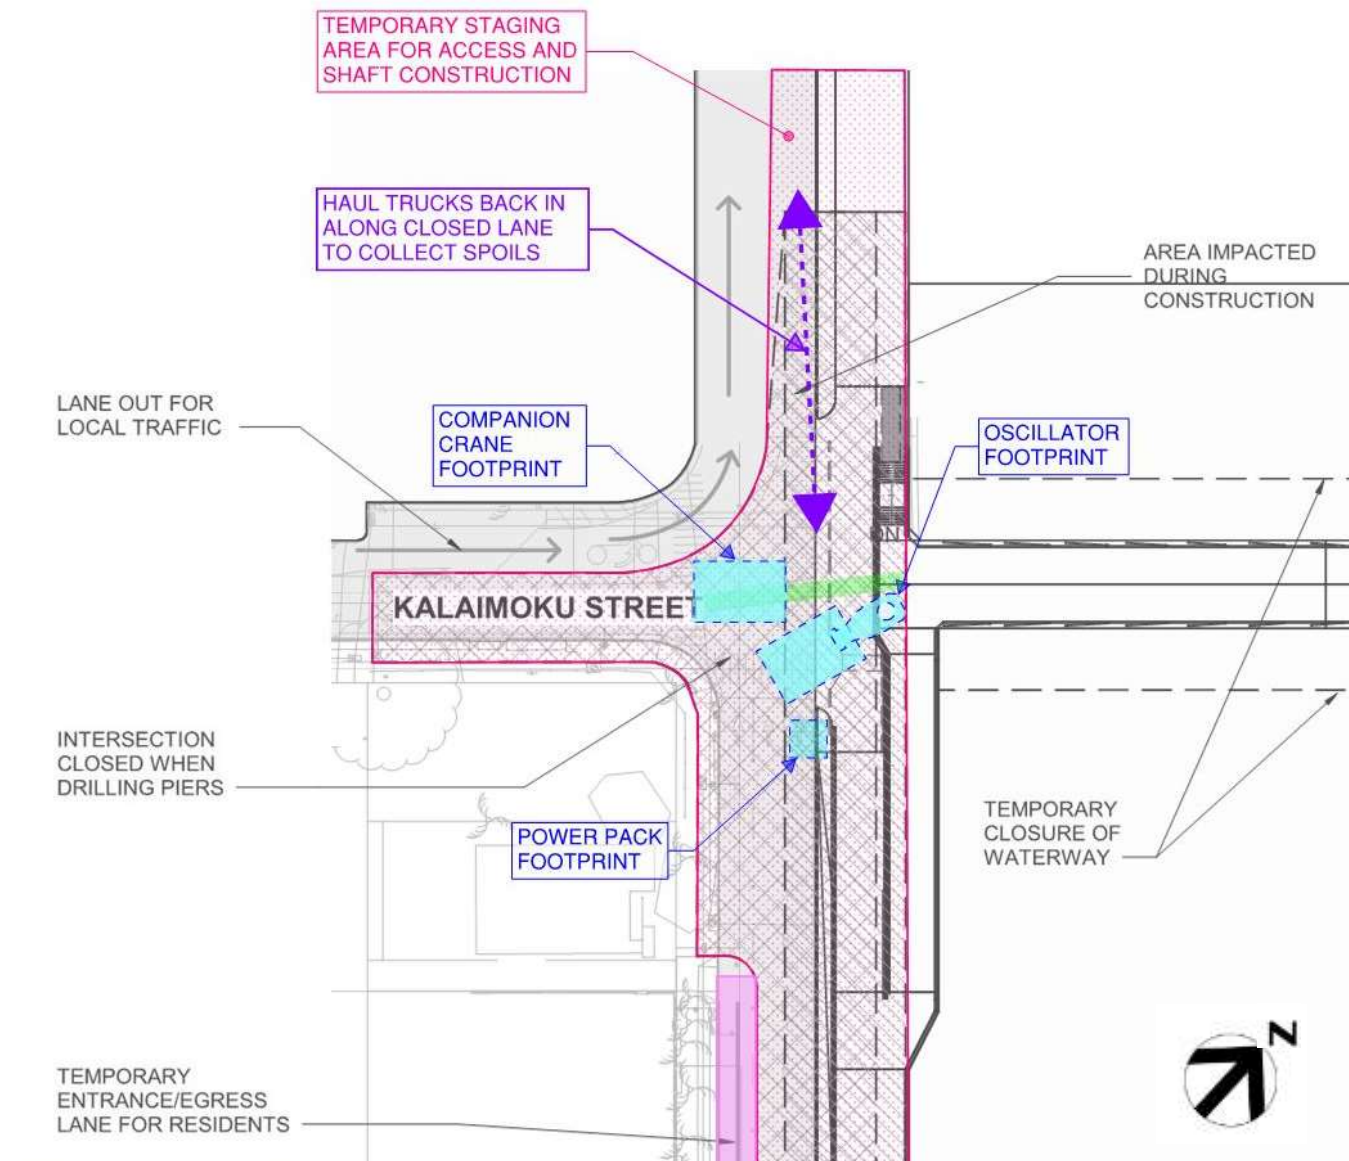 TEMPORARY STAGING
AREA FOR ACCESS AND
SHAFT CONSTRUCTION
HAUL TRUCKS BACK IN
ALONG CLOSED LANE
TO COLLECT SPOILS
AREA IMPACTED
DURING
CONSTRUCTION
LANE OUT FOR
LOCAL TRAFFIC
COMPANION
CRANE
FOOTPRINT
OSCILLATOR
FOOTPRINT
ON
KALAIMOKU STREET
INTERSECTION
CLOSED WHEN
DRILLING PIERS
POWER PACK
FOOTPRINT
TEMPORARY
CLOSURE OF
WATERWAY
TEMPORARY
ENTRANCE/EGRESS
LANE FOR RESIDENTS
N